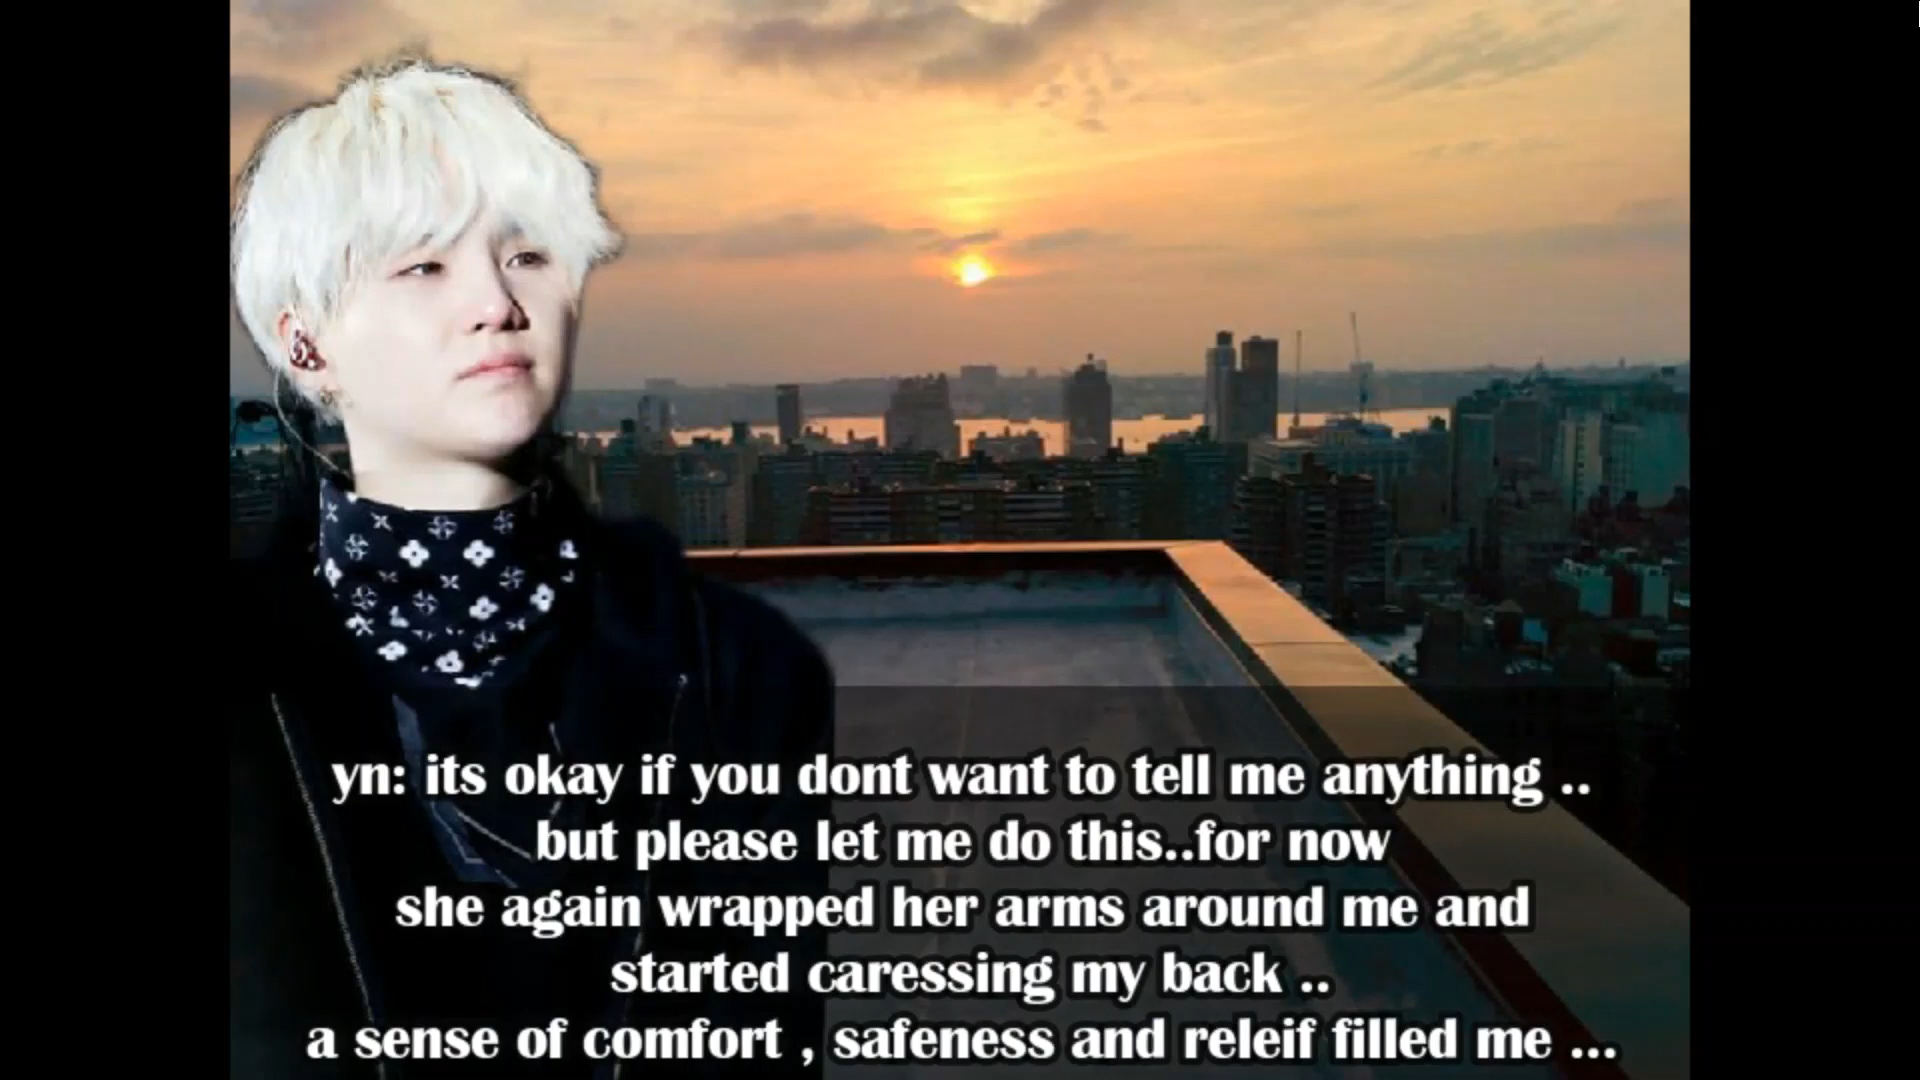 yn: its okay if you dont want to tell me anything ..
but please let me do this..for now
she again wrapped her arms around me and
started caressing my back ..
a sense of comfort , safeness and releif filled me ...